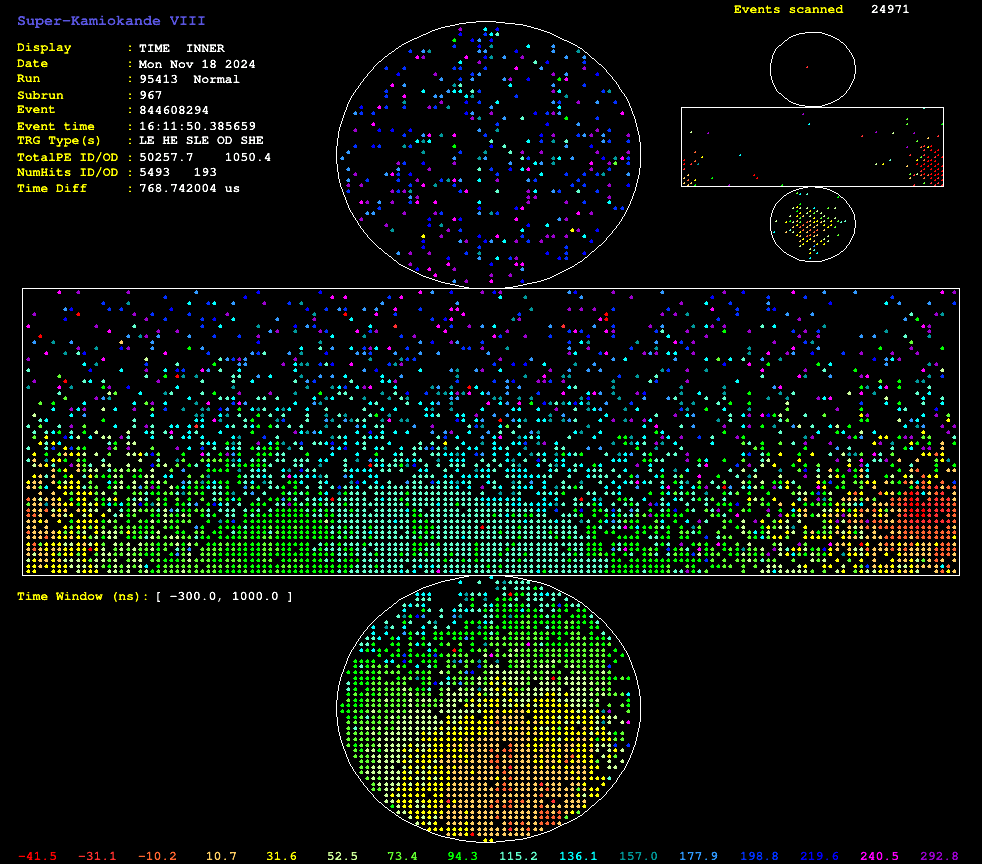 Super-Kamiokande VIII
Events scanned 24971
Display : TIME INNER
Date : Mon Nov 18 2024
Run : 95413 Normal
Subrun : 967
Event : 844608294
Event time : 16:11:50.385659
TRG Type(s) : LE HE SLE OD SHE
TotalPE ID/OD : 50257.7 1050.4
NumHits ID/OD : 5493 193
Time Diff : 768.742004 us
Time Window (ns): [ -300.0, 1000.0 ]
-41.5 -31.1 -10.2 10.7 31.6 52.5 73.4 94.3 115.2 136.1 157.0 177.9 198.8 219.6 240.5 292.8